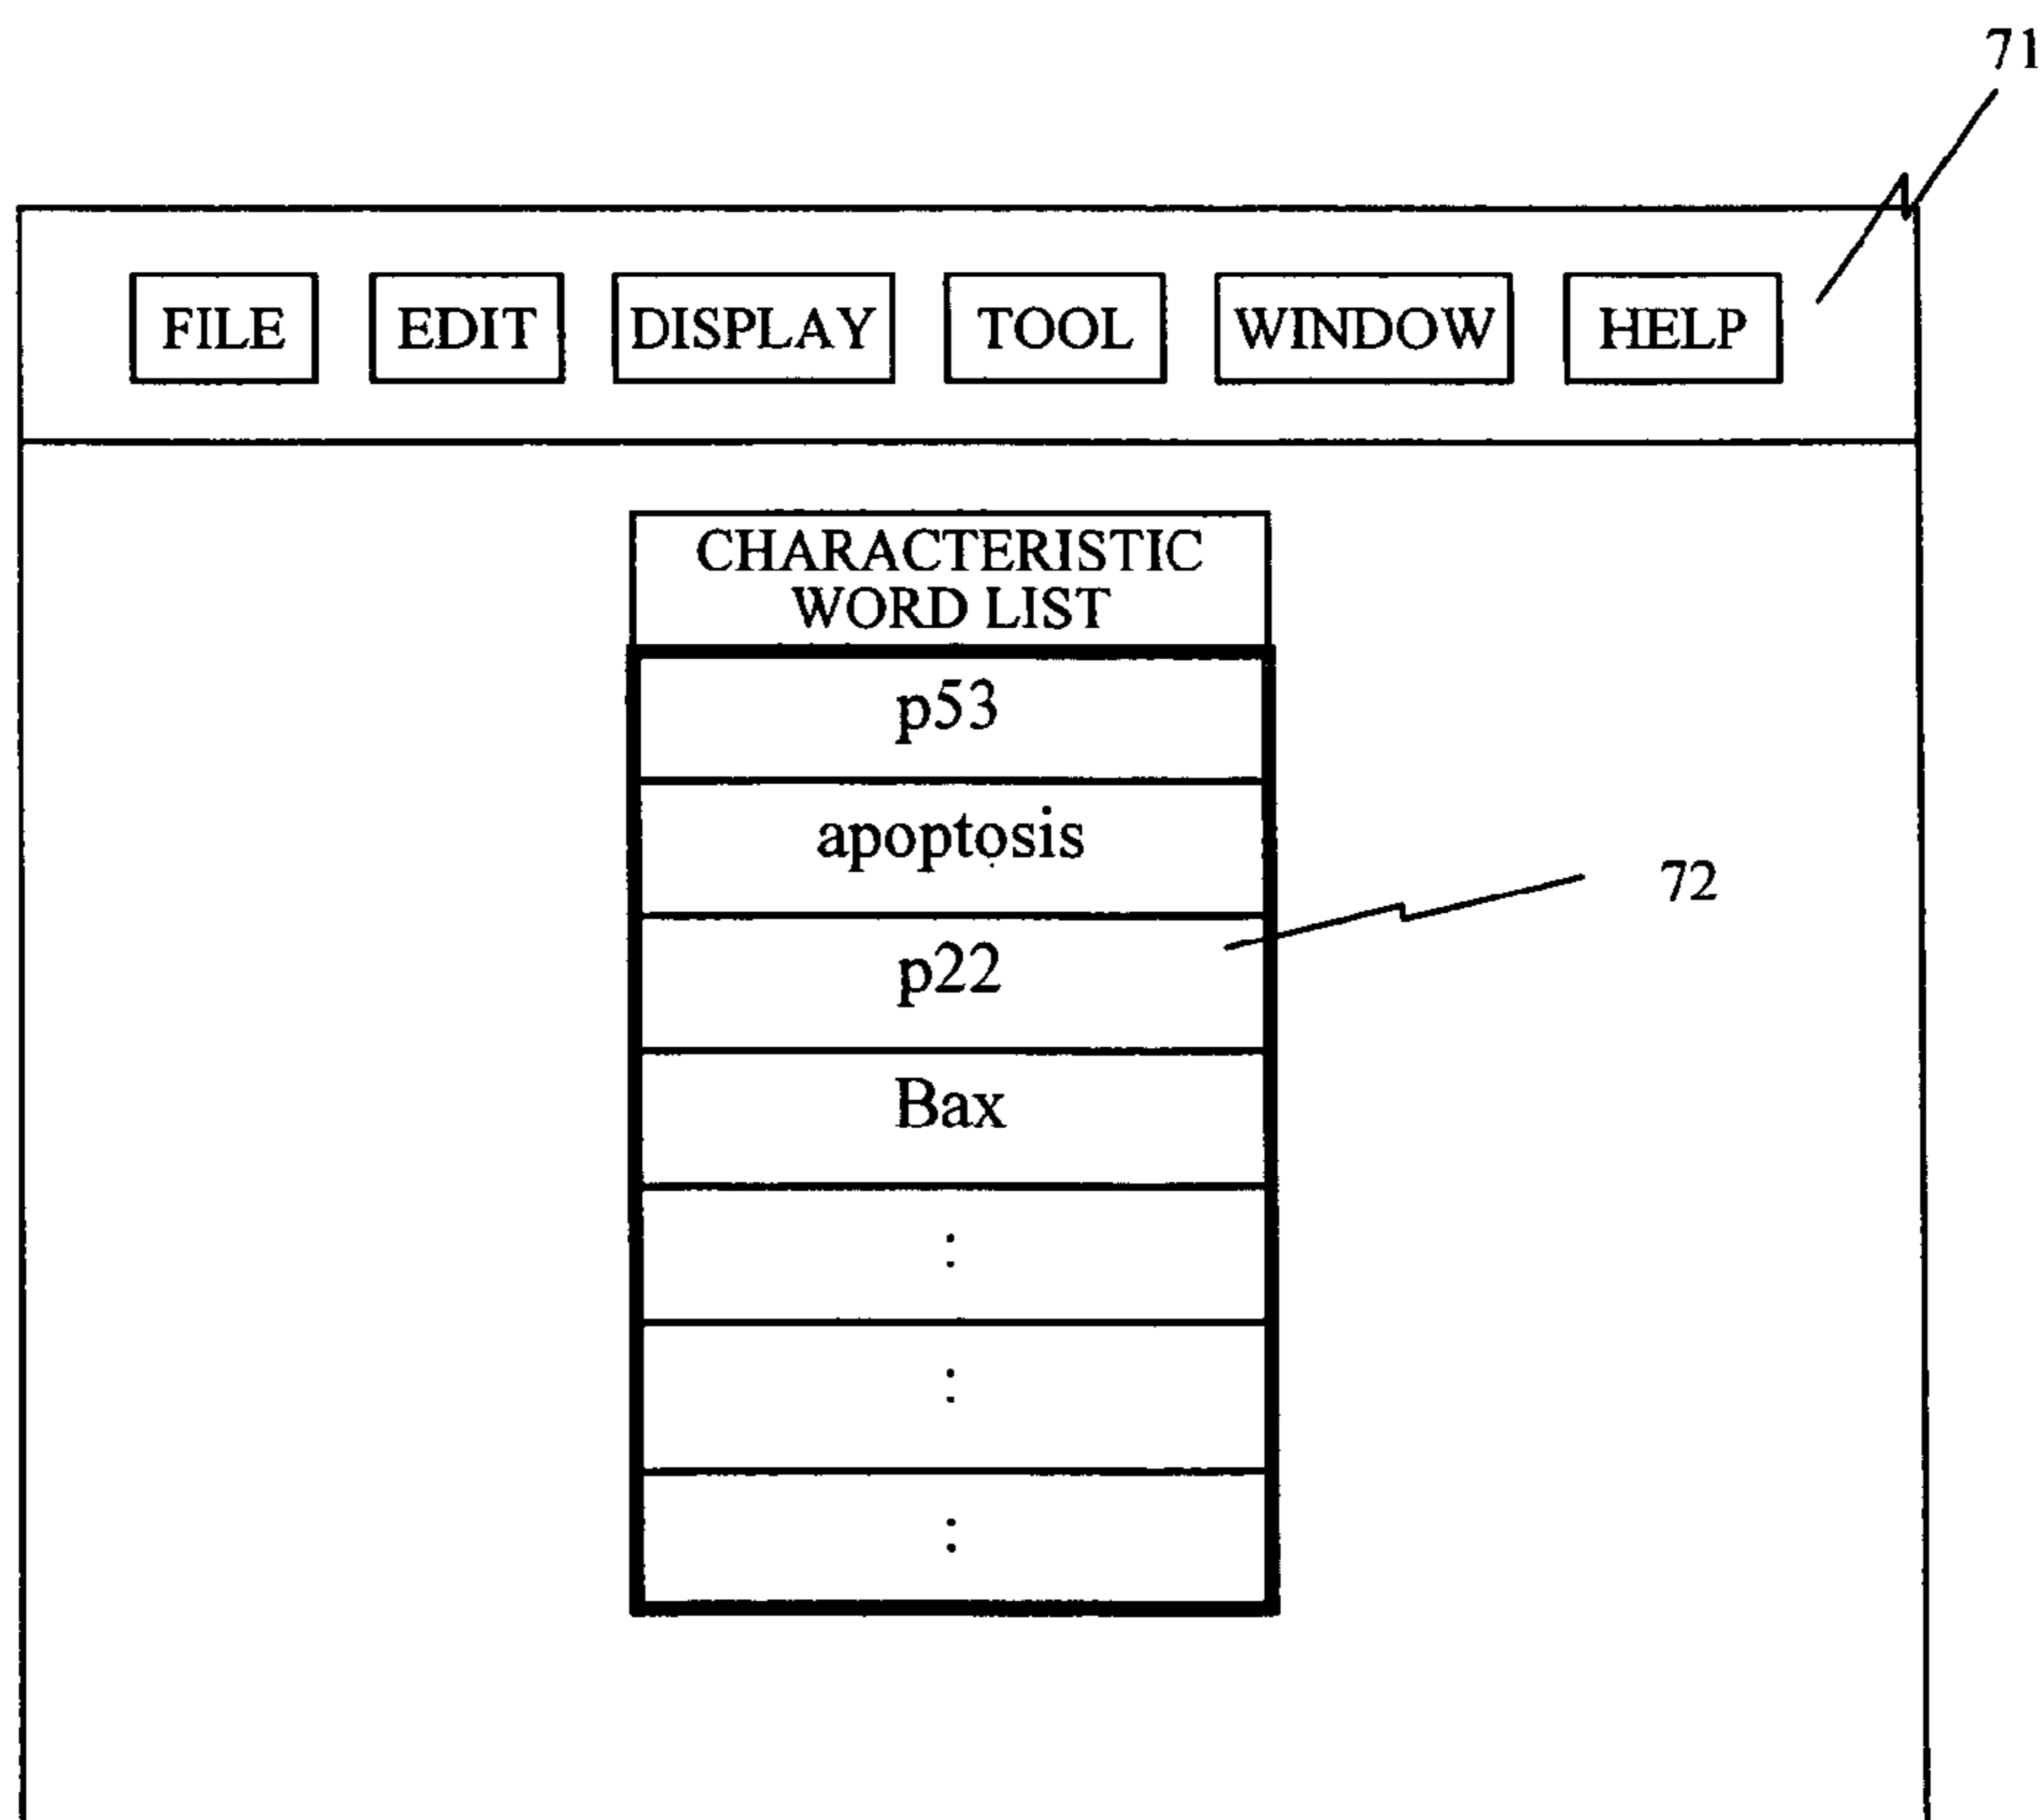 71
FILE EDIT DISPLAY TOOL WINDOW HELP
CHARACTERISTIC
WORD LIST
p53
apoptosis
72
p22
Bax
:
:
: